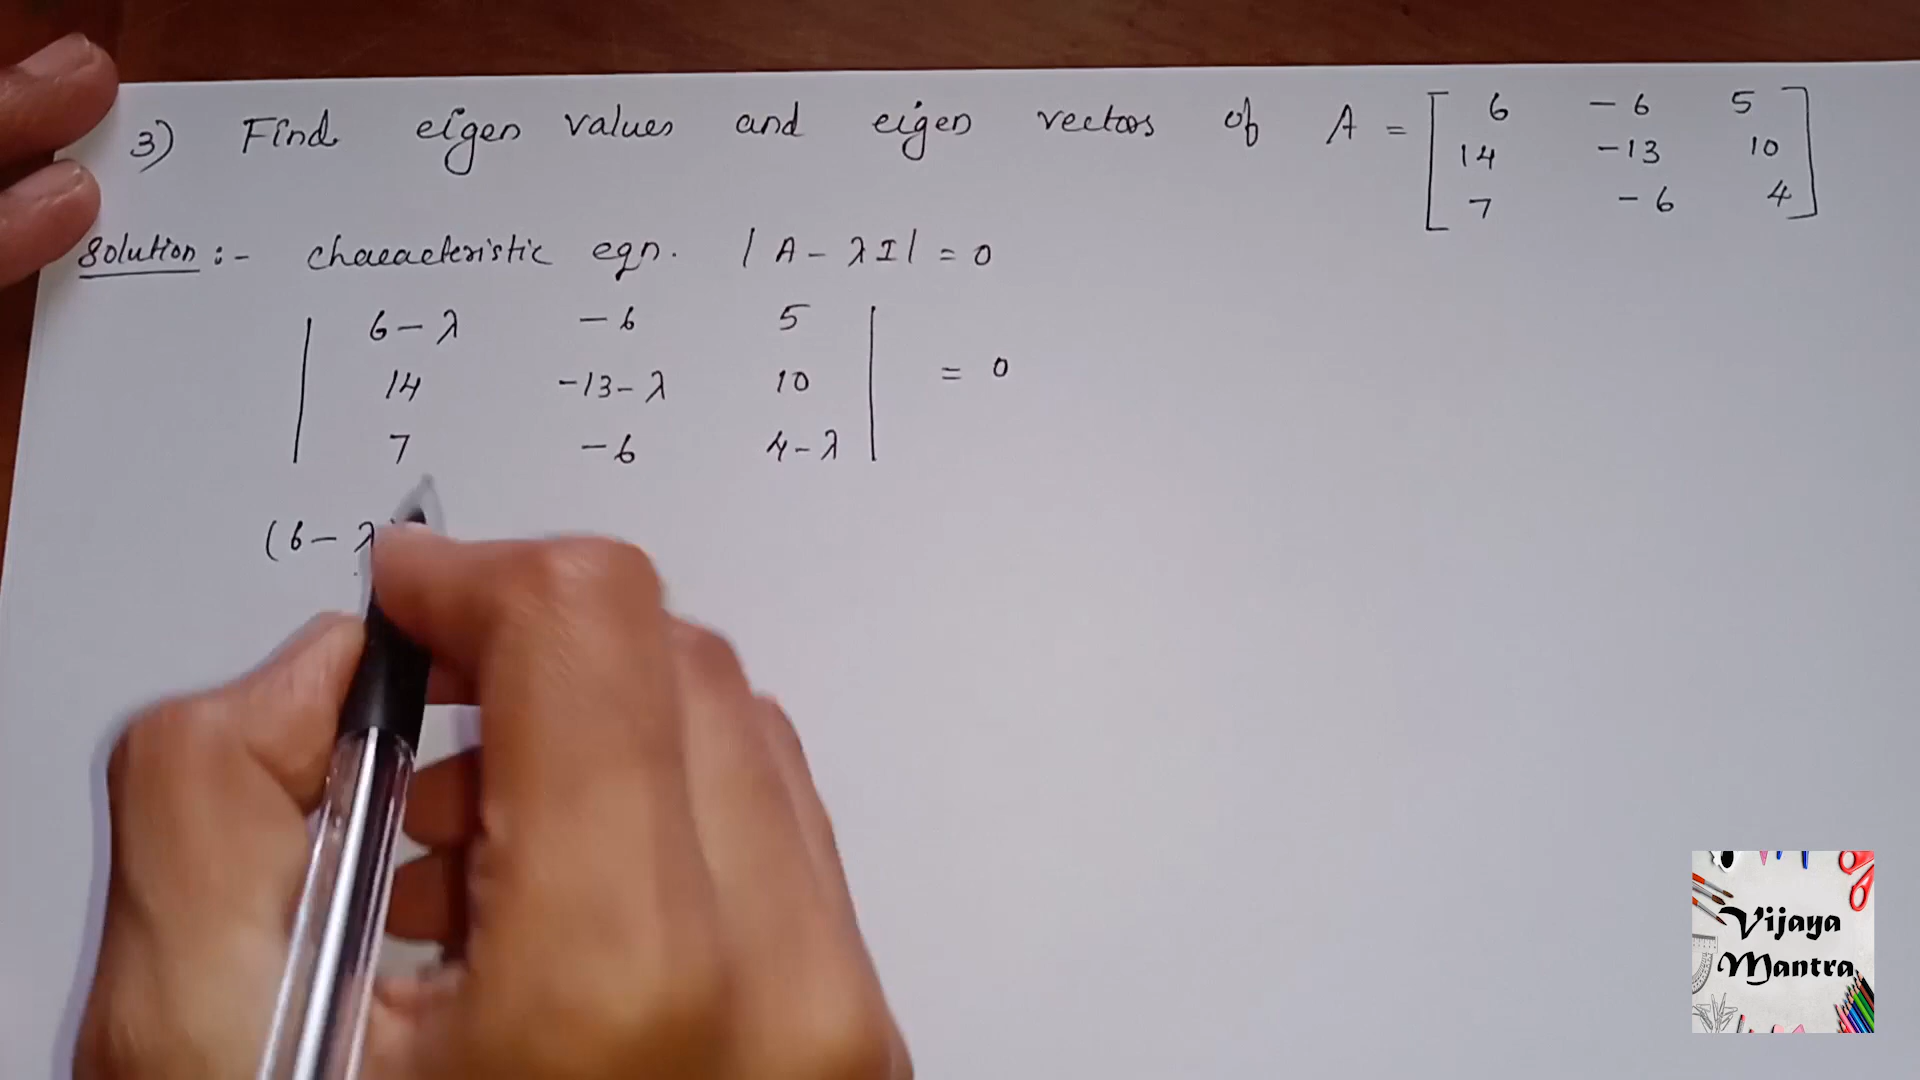 3) Find eigen values and eigen vectors of A = [ 6 -6 5
14 -13 10
7 -6 4 ]
Solution :- characteristic eqn. |A - λI| = 0
| 6-λ -6 5 |
| 14 -13-λ 10 | = 0
| 7 -6 4-λ |
(6-λ)
Vijaya
Mantra